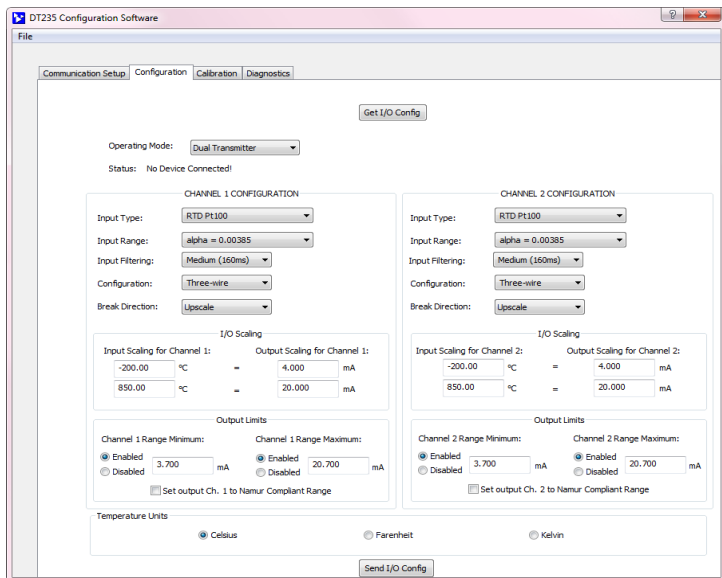 DT235 Configuration Software
File
Communication Setup Configuration Calibration Diagnostics
Get I/O Config
Operating Mode: Dual Transmitter
Status: No Device Connected!
CHANNEL 1 CONFIGURATION
Input Type: RTD Pt100
Input Range: alpha = 0.00385
Input Filtering: Medium (160ms)
Configuration: Three-wire
Break Direction: Upscale
I/O Scaling
Input Scaling for Channel 1: Output Scaling for Channel 1:
-200.00 ºC = 4.000 mA
850.00 ºC = 20.000 mA
Output Limits
Channel 1 Range Minimum: Channel 1 Range Maximum:
Enabled Enabled
3.700 mA 20.700 mA
Disabled Disabled
Set output Ch. 1 to Namur Compliant Range
CHANNEL 2 CONFIGURATION
Input Type: RTD Pt100
Input Range: alpha = 0.00385
Input Filtering: Medium (160ms)
Configuration: Three-wire
Break Direction: Upscale
I/O Scaling
Input Scaling for Channel 2: Output Scaling for Channel 2:
-200.00 ºC = 4.000 mA
850.00 ºC = 20.000 mA
Output Limits
Channel 2 Range Minimum: Channel 2 Range Maximum:
Enabled Enabled
3.700 mA 20.700 mA
Disabled Disabled
Set output Ch. 2 to Namur Compliant Range
Temperature Units
Celsius Farenheit Kelvin
Send I/O Config